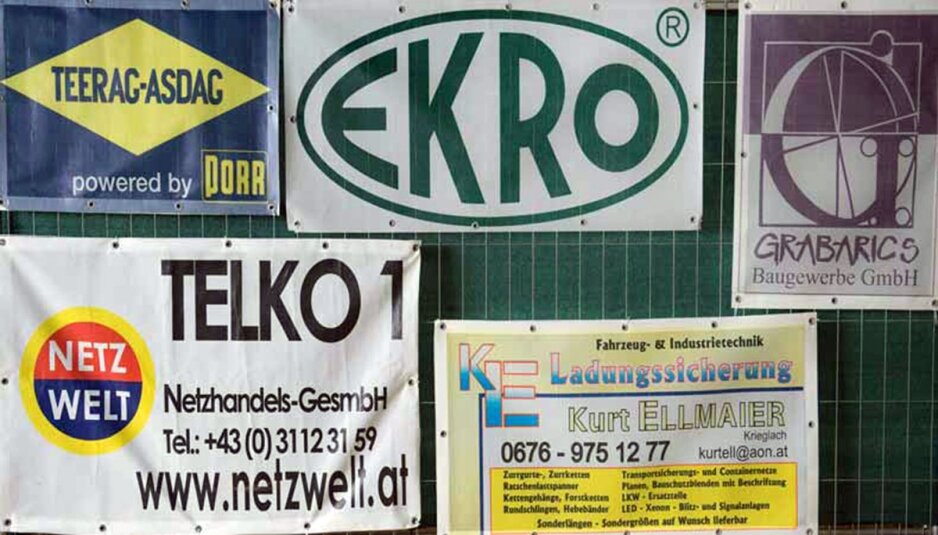 TEERAG-ASDAG
powered by PORR
EKRO®
GRABARICS
Baugewerbe GmbH
TELKO 1
NETZ
WELT
Netzhandels-GesmbH
Tel.: +43 (0) 3112 31 59
www.netzwelt.at
Fahrzeug- & Industrietechnik
KE Ladungssicherung
Kurt ELLMAIER
Krieglach
0676 - 975 12 77 kurtell@aon.at
Zurrgurte-, Zurrketten Transportsicherungs- und Containernetze
Ratschenlastspanner Planen, Bauschutzblenden mit Beschriftung
Kettengehänge, Forstketten LKW - Ersatzteile
Rundschlingen, Hebebänder LED - Xenon - Blitz- und Signalanlagen
Sonderlängen - Sondergrößen auf Wunsch lieferbar